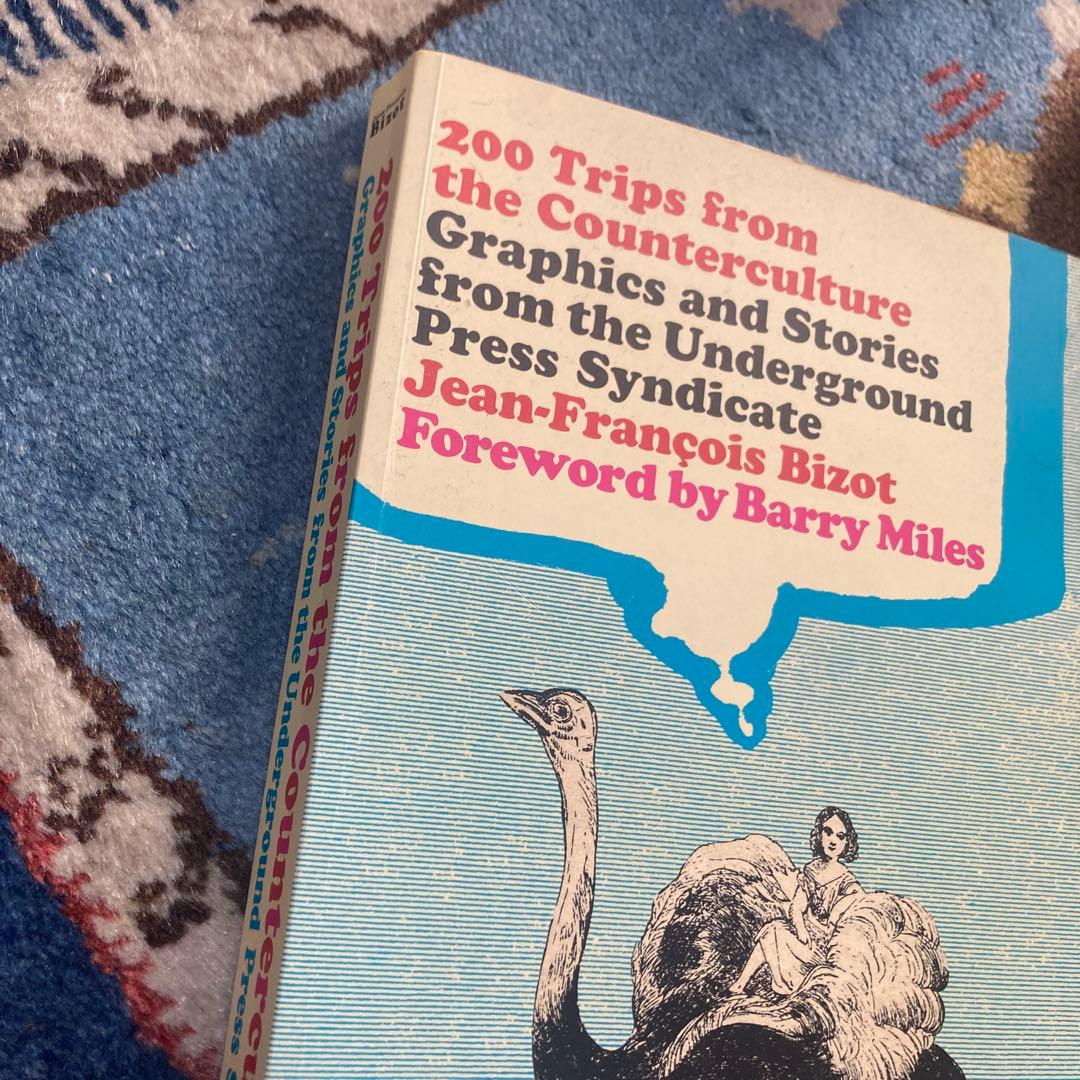 200 Trips from
the Counterculture
Graphics and Stories
from the Underground
Press Syndicate
Jean-François Bizot
Foreword by Barry Miles
Bizot
200 Trips from the Countercu
Graphics and Stories from the Underground Press S